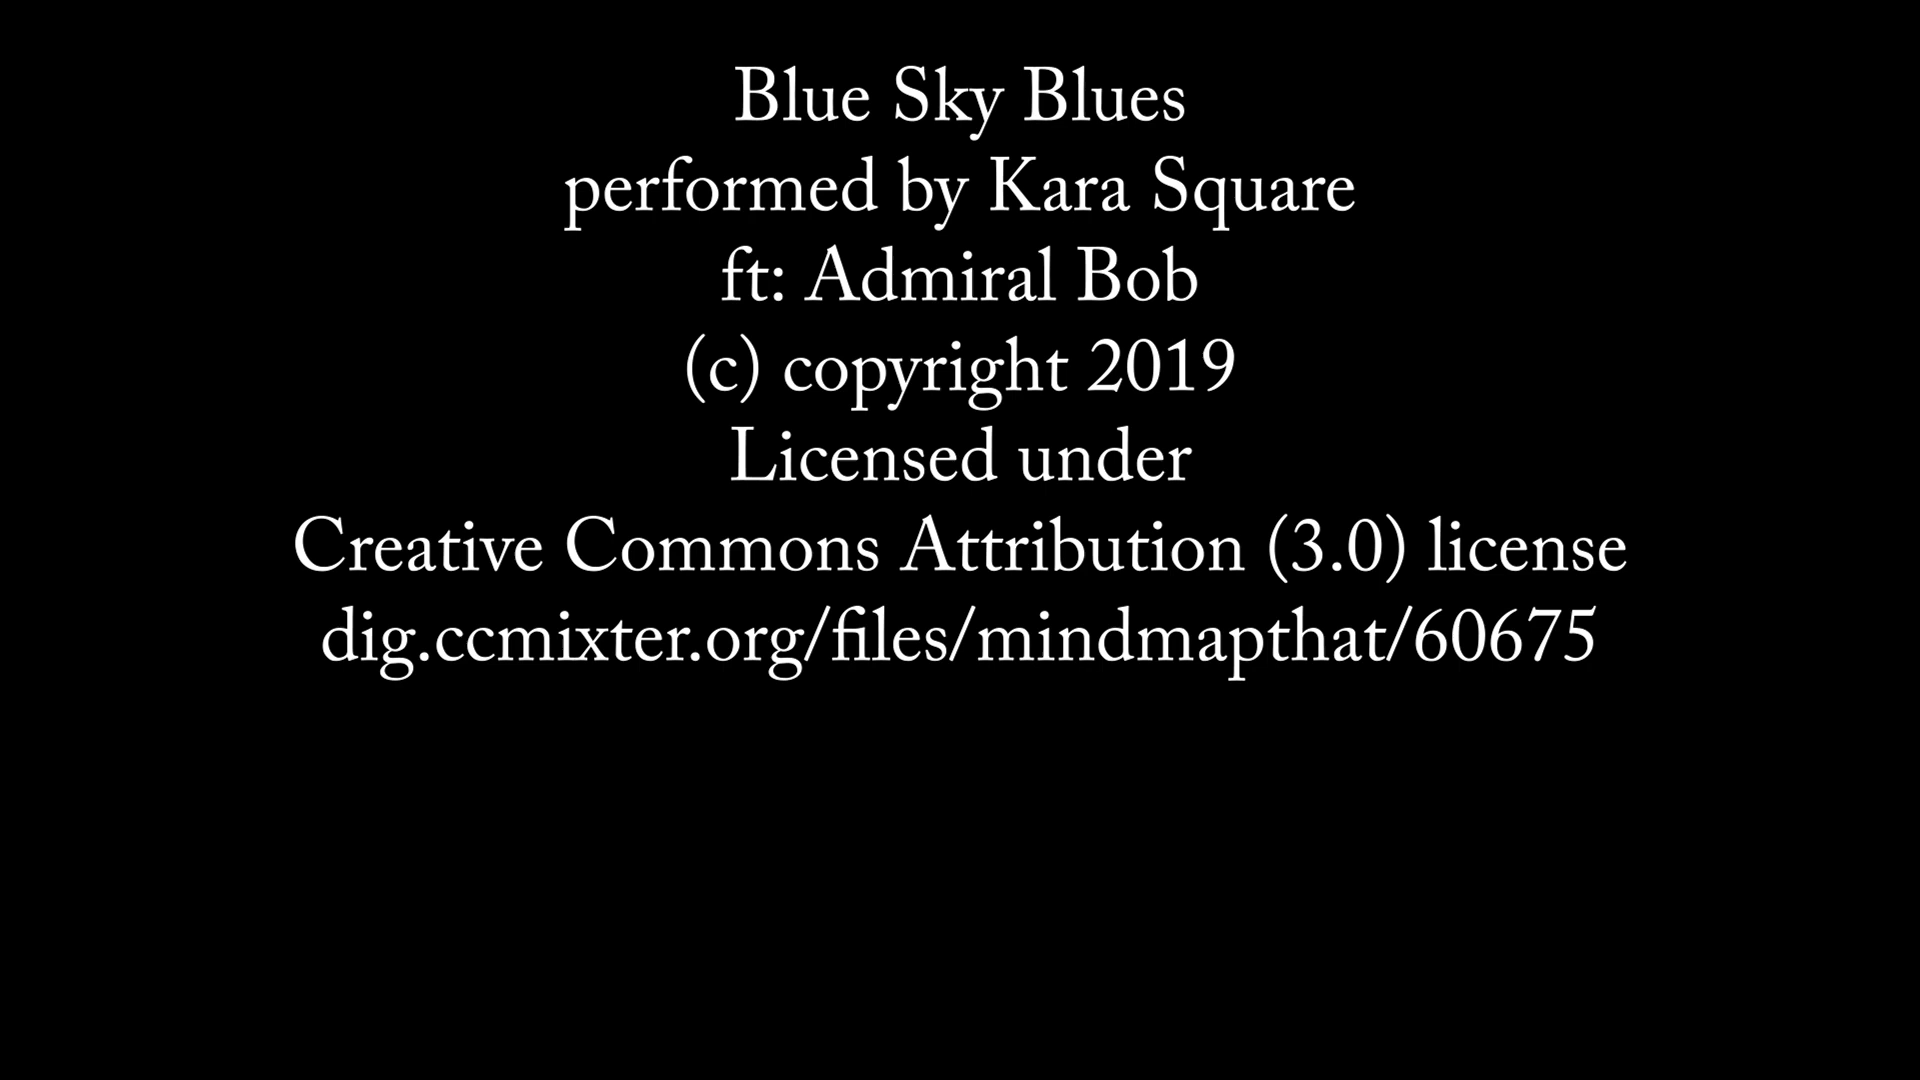 Blue Sky Blues
performed by Kara Square
ft: Admiral Bob
(c) copyright 2019
Licensed under
Creative Commons Attribution (3.0) license
dig.ccmixter.org/files/mindmapthat/60675